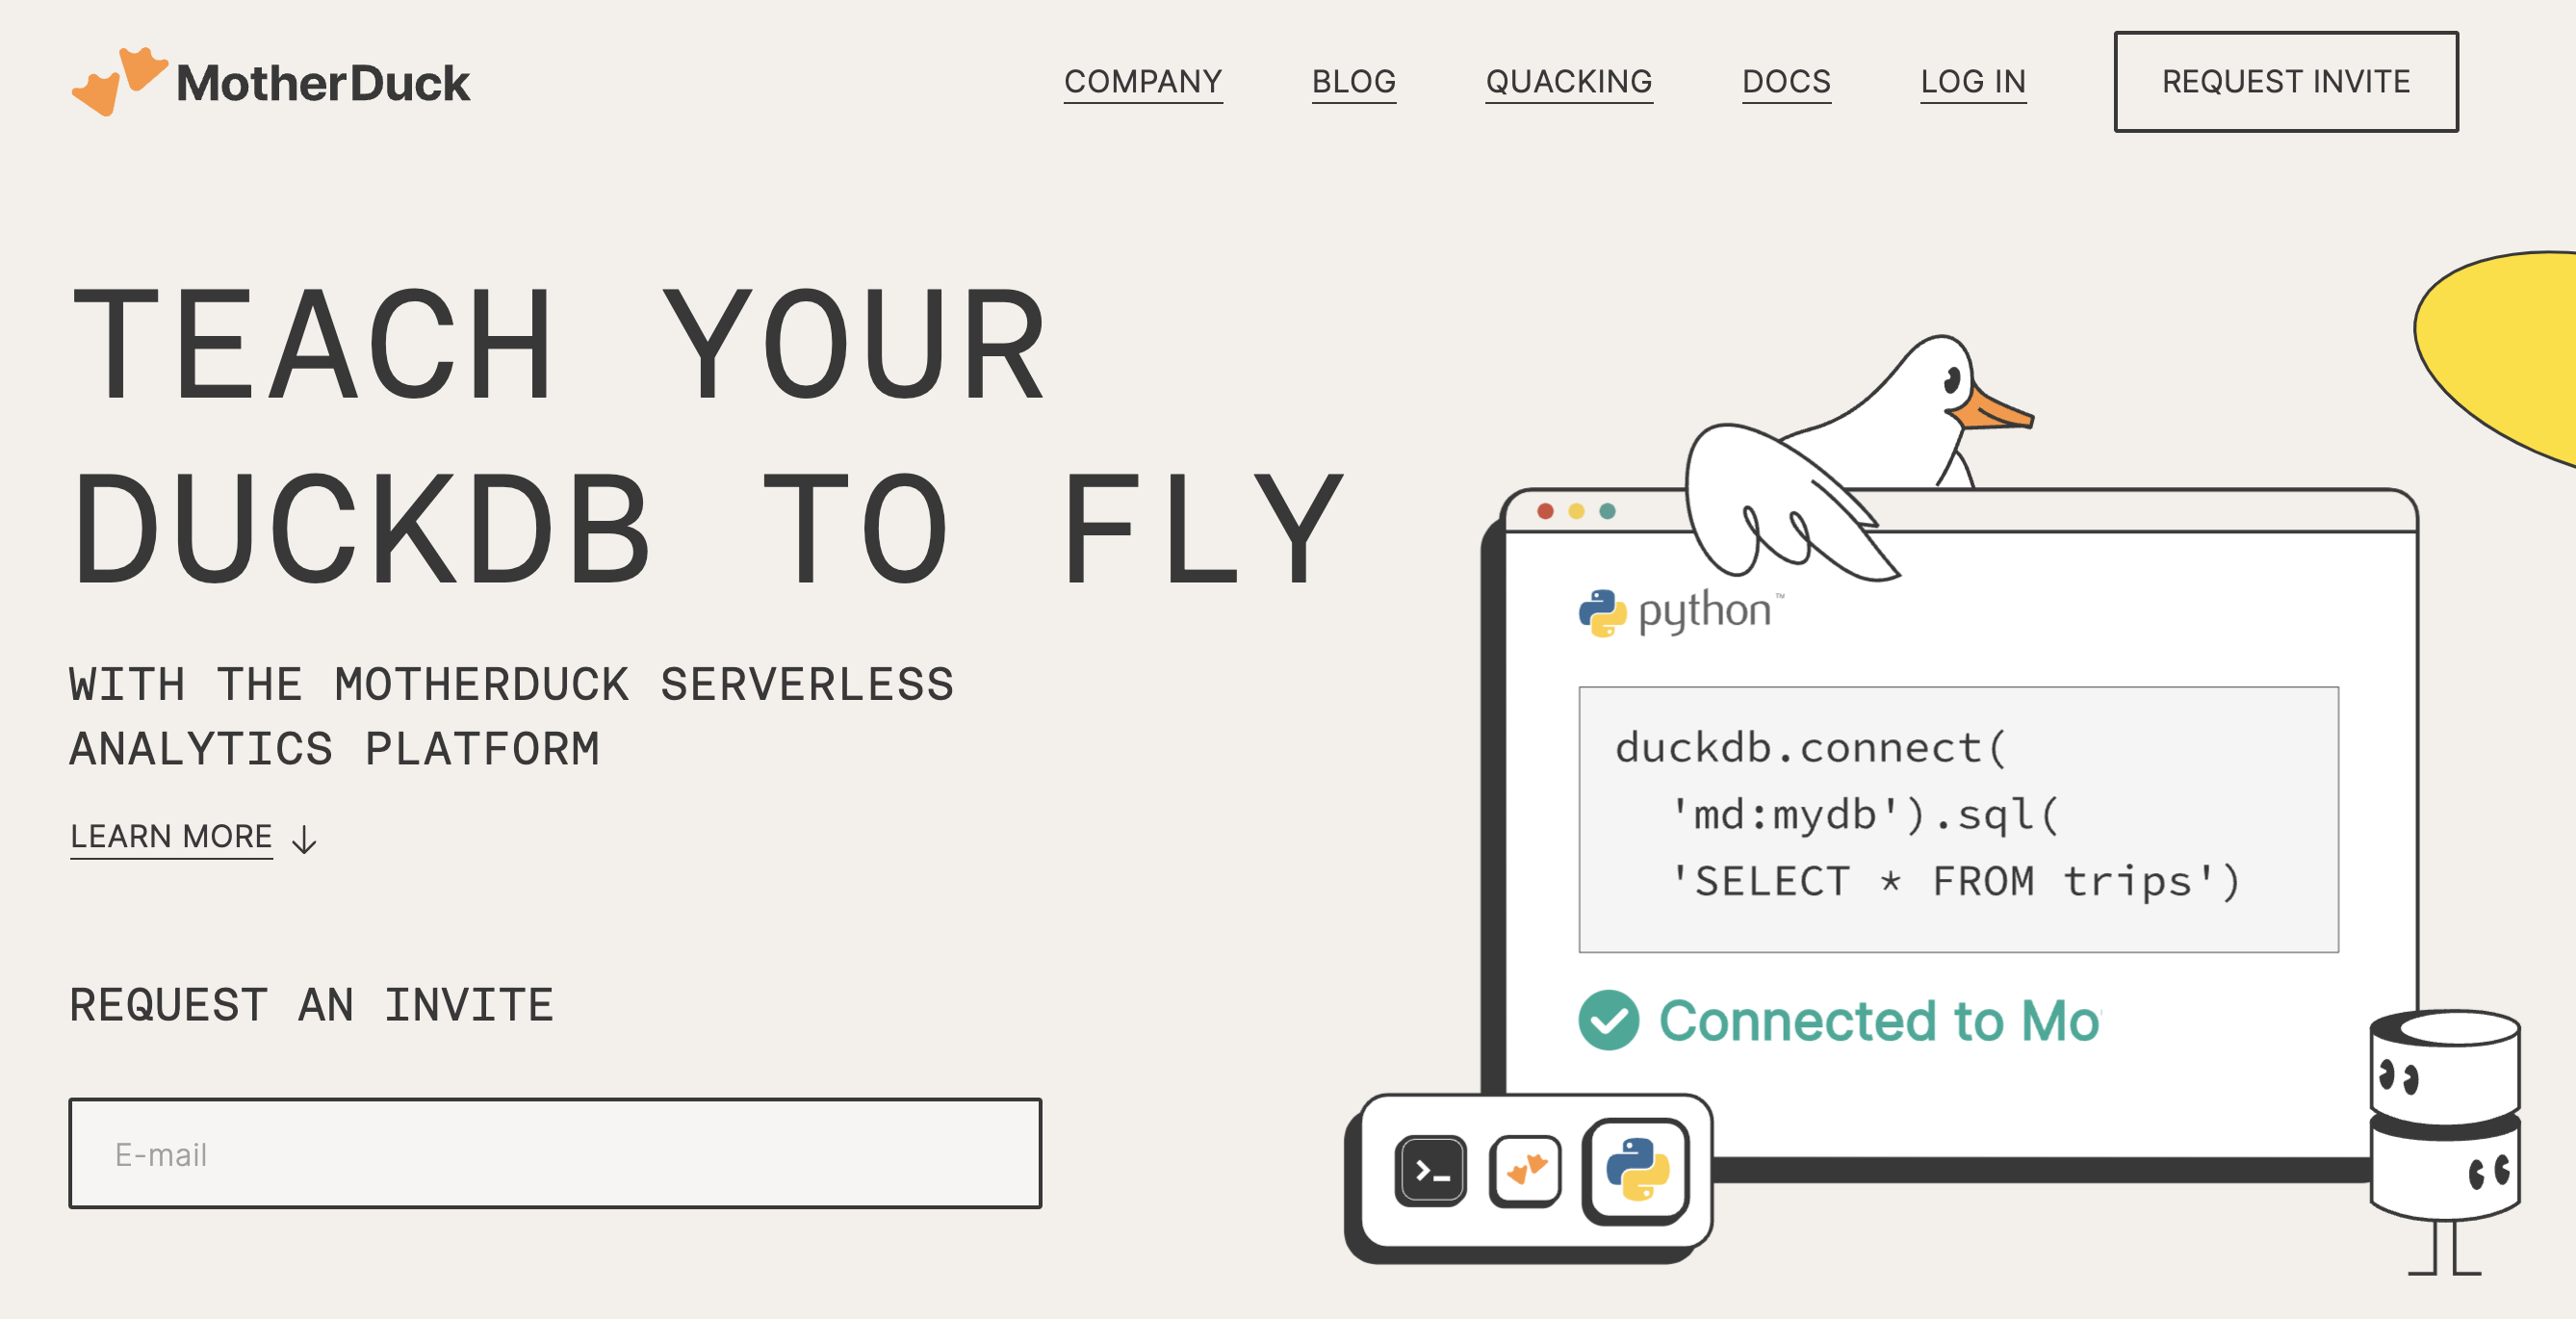 MotherDuck
COMPANY
BLOG
QUACKING
DOCS
LOG IN
REQUEST INVITE
TEACH YOUR
DUCKDB TO FLY
WITH THE MOTHERDUCK SERVERLESS
ANALYTICS PLATFORM
LEARN MORE ↓
REQUEST AN INVITE
E-mail
python™
duckdb.connect(
'md:mydb').sql(
'SELECT * FROM trips')
Connected to Mo
>_